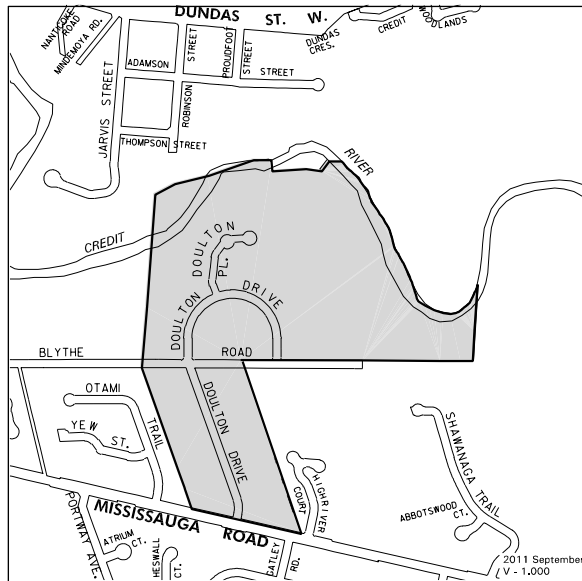 DUNDAS ST. W.
NANTICOKE
ROAD
MINDEMOYA RD.
ADAMSON
STREET
PROUDFOOT
STREET
STREET
DUNDAS
CRES.
CREDIT
WOODLANDS
JARVIS STREET
ROBINSON
THOMPSON STREET
RIVER
CREDIT
DOULTON
PL.
DOULTON DRIVE
BLYTHE ROAD
OTAMI
TRAIL
YEW ST.
DOULTON DRIVE
SHAWANAGA TRAIL
HIGHRIVER
COURT
ABBOTSWOOD
CT.
MISSISSAUGA ROAD
PORTWAY AVE.
ATRIUM
CT.
HESWALL
CT.
GATLEY
RD.
2011 September
V - 1.000